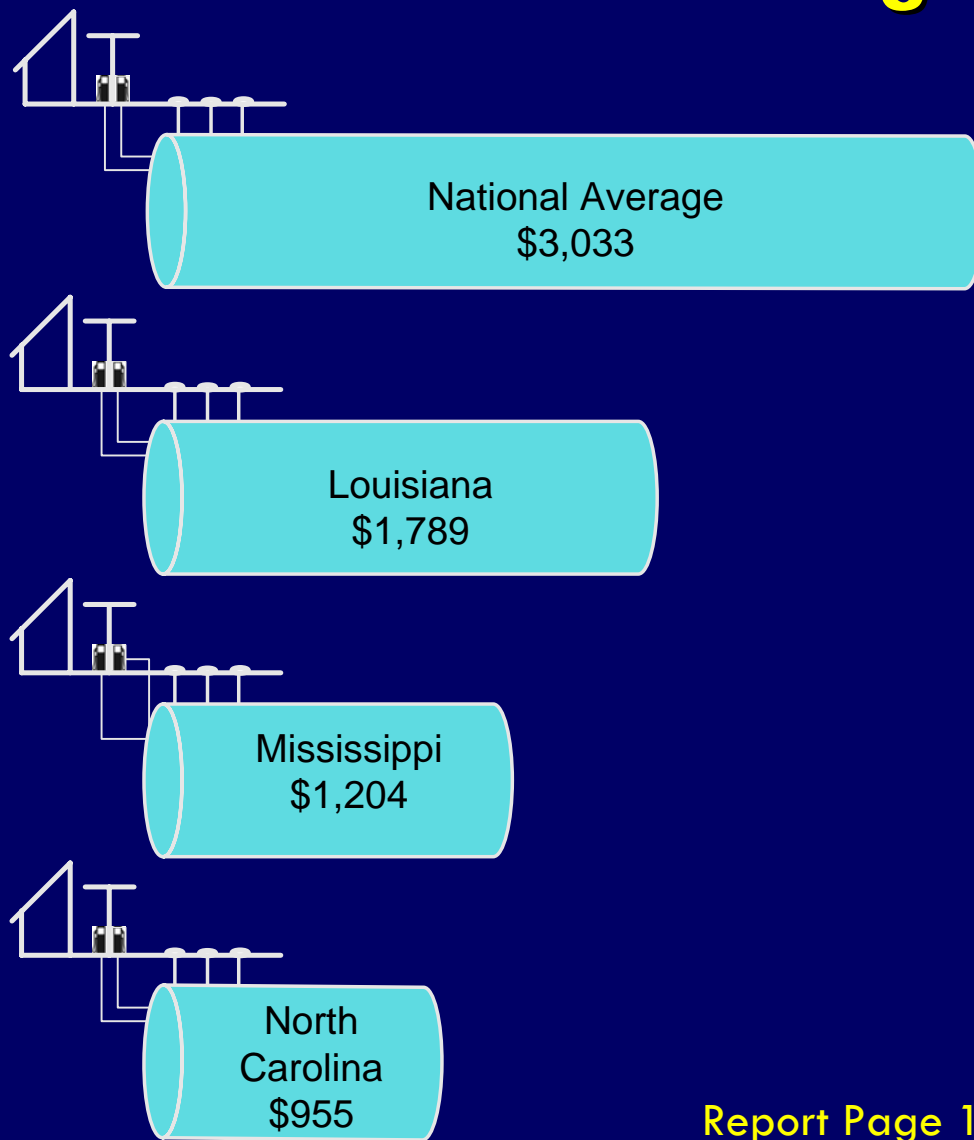 National Average
$3,033
Louisiana
$1,789
Mississippi
$1,204
North
Carolina
$955
Report Page 1